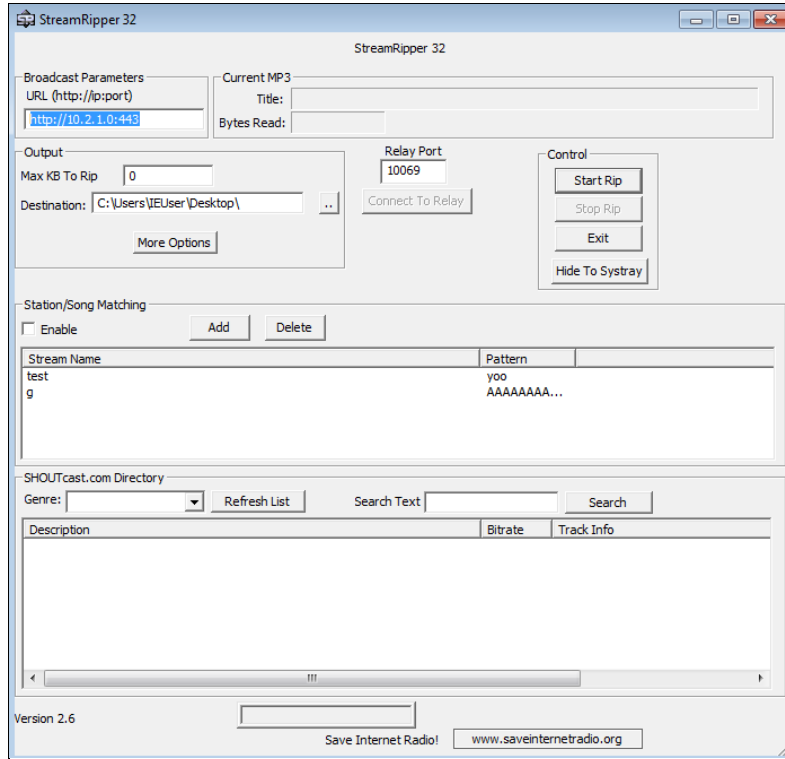 StreamRipper 32
StreamRipper 32
Broadcast Parameters
URL (http://ip:port)
http://10.2.1.0:443
Current MP3
Title:
Bytes Read:
Output
Max KB To Rip 0
Destination: C:\Users\IEUser\Desktop\ ..
More Options
Relay Port
10069
Connect To Relay
Control
Start Rip
Stop Rip
Exit
Hide To Systray
Station/Song Matching
Enable Add Delete
Stream Name Pattern
test yoo
g AAAAAAAA...
SHOUTcast.com Directory
Genre: Refresh List Search Text Search
Description Bitrate Track Info
Version 2.6
Save Internet Radio! www.saveinternetradio.org